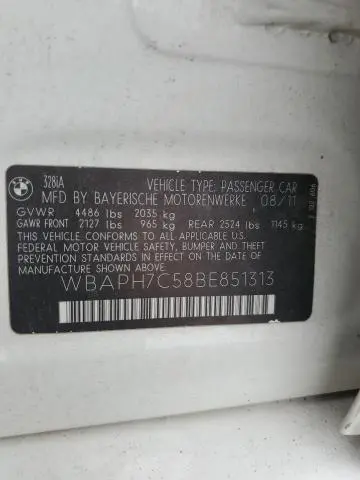 BMW
328iA
VEHICLE TYPE: PASSENGER CAR
MFD BY BAYERISCHE MOTORENWERKE 08/11
GVWR 4486 lbs 2035 kg
GAWR FRONT 2127 lbs 965 kg REAR 2524 lbs 1145 kg
THIS VEHICLE CONFORMS TO ALL APPLICABLE U.S.
FEDERAL MOTOR VEHICLE SAFETY, BUMPER AND THEFT
PREVENTION STANDARDS IN EFFECT ON THE DATE OF
MANUFACTURE SHOWN ABOVE.
WBAPH7C58BE851313